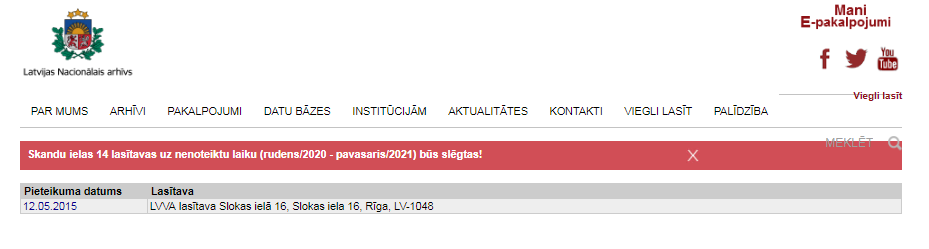 Mani
E-pakalpojumi
Latvijas Nacionālais arhīvs
You
Tube
Viegli lasīt
PAR MUMS ARHĪVI PAKALPOJUMI DATU BĀZES INSTITŪCIJĀM AKTUALITĀTES KONTAKTI VIEGLI LASĪT PALĪDZĪBA
MEKLĒT
Skandu ielas 14 lasītavas uz nenoteiktu laiku (rudens/2020 - pavasaris/2021) būs slēgtas! X
Pieteikuma datums Lasītava
12.05.2015 LVVA lasītava Slokas ielā 16, Slokas iela 16, Rīga, LV-1048